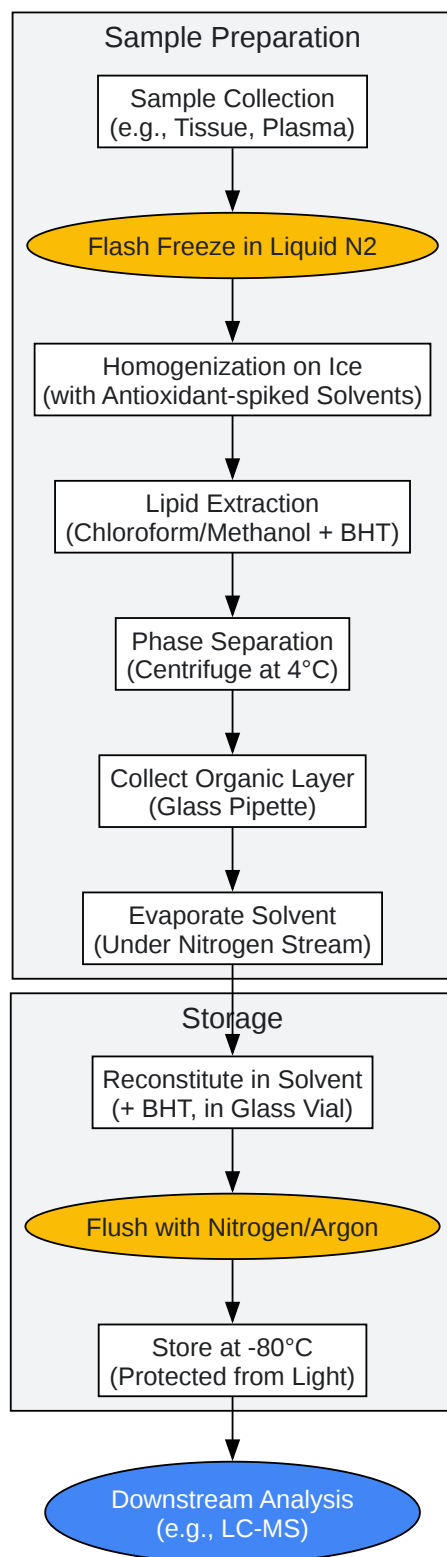 Sample Preparation
Sample Collection
(e.g., Tissue, Plasma)
Flash Freeze in Liquid N2
Homogenization on Ice
(with Antioxidant-spiked Solvents)
Lipid Extraction
(Chloroform/Methanol + BHT)
Phase Separation
(Centrifuge at 4°C)
Collect Organic Layer
(Glass Pipette)
Evaporate Solvent
(Under Nitrogen Stream)
Storage
Reconstitute in Solvent
(+ BHT, in Glass Vial)
Flush with Nitrogen/Argon
Store at -80°C
(Protected from Light)
Downstream Analysis
(e.g., LC-MS)